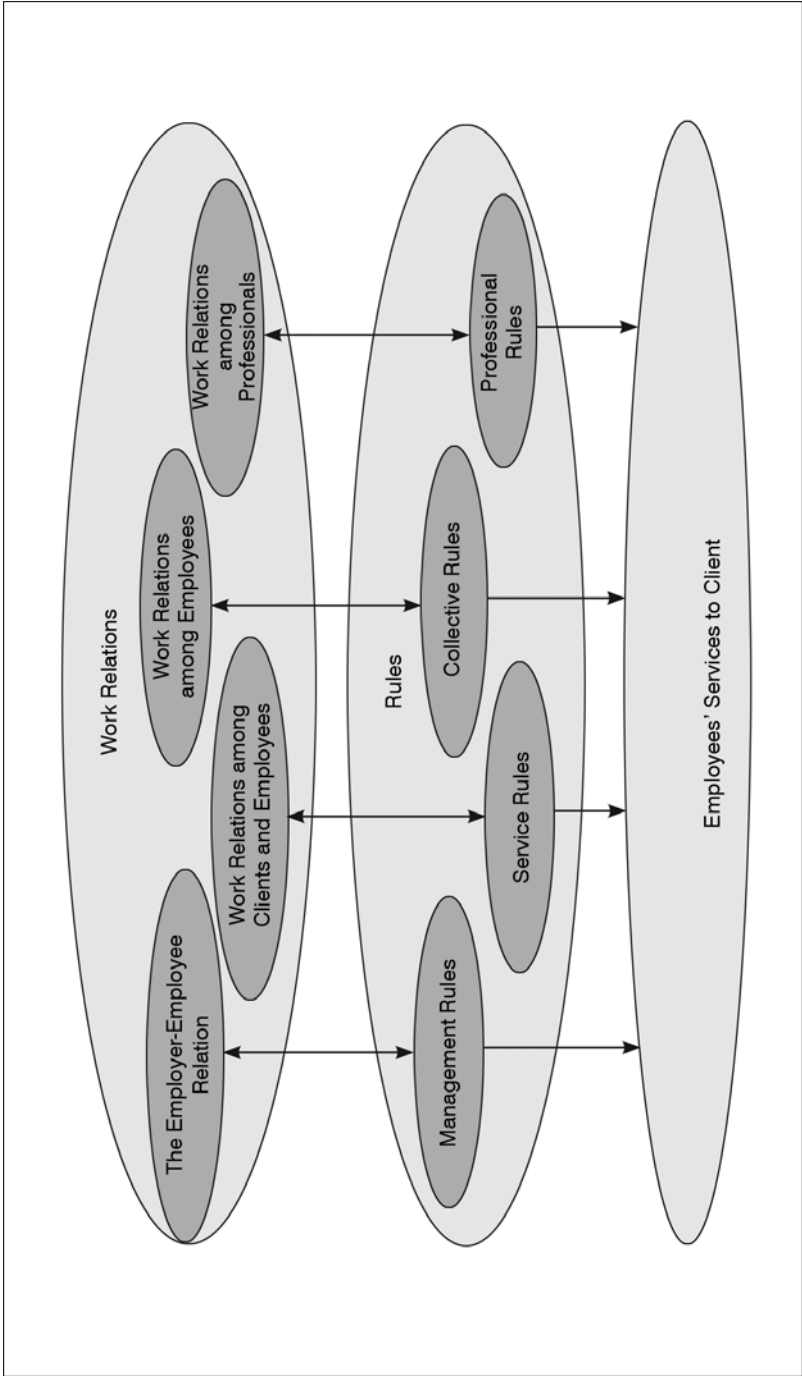 Work Relations
The Employer-Employee
Relation
Work Relations among
Clients and Employees
Work Relations
among Employees
Work Relations
among
Professionals
Rules
Management Rules
Service Rules
Collective Rules
Professional
Rules
Employees’ Services to Client